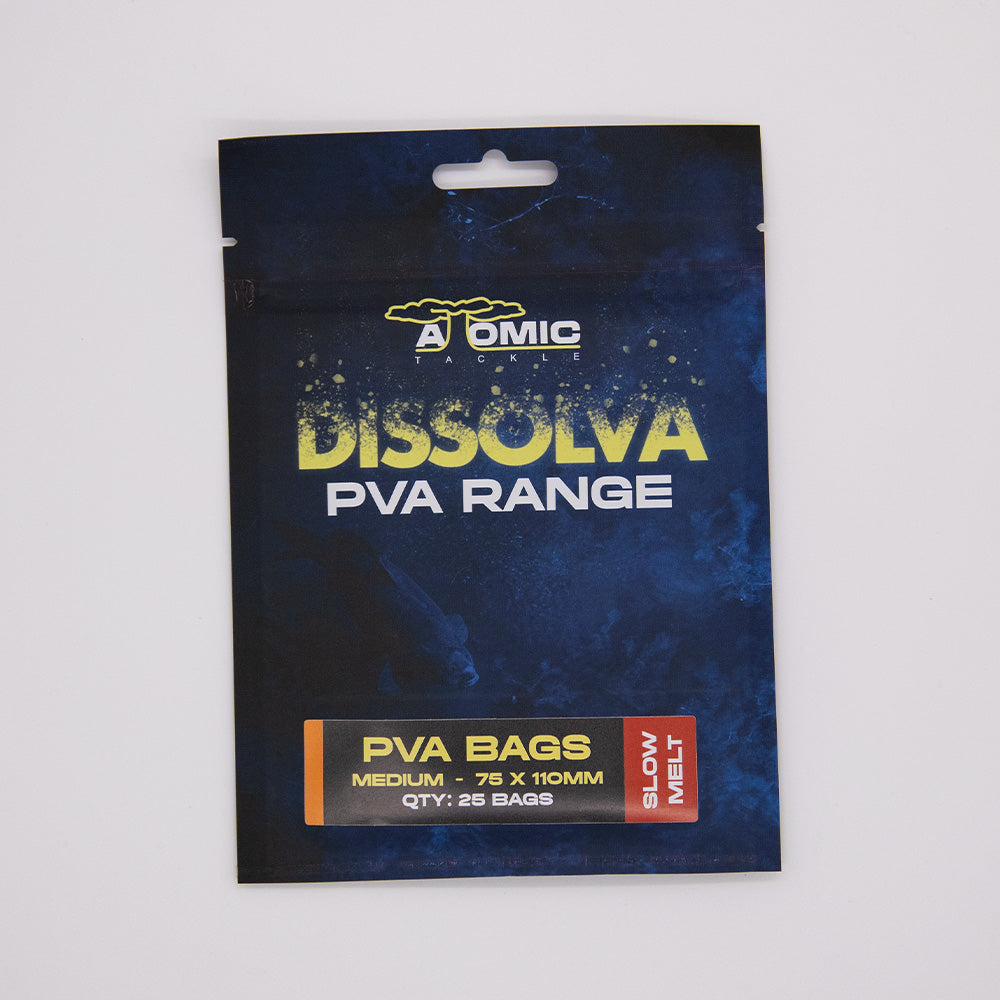 ATOMIC
TACKLE
DISSOLVA
PVA RANGE
PVA BAGS
MEDIUM - 75 X 110MM
QTY: 25 BAGS
SLOW
MELT